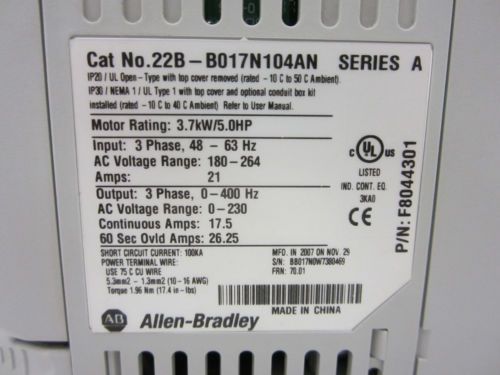 Cat No.22B-B017N104AN SERIES A
IP20 / UL Open-Type with top cover removed (rated -10 C to 50 C Ambient).
IP30 / NEMA 1 / UL Type 1 with top cover and optional conduit box kit
installed (rated -10 C to 40 C Ambient) Refer to User Manual.
Motor Rating: 3.7kW/5.0HP
Input: 3 Phase, 48 - 63 Hz
AC Voltage Range: 180-264
Amps: 21
Output: 3 Phase, 0-400 Hz
AC Voltage Range: 0-230
Continuous Amps: 17.5
60 Sec Ovld Amps: 26.25
C UL US
LISTED
IND. CONT. EQ.
3KA0
P/N: F8044301
SHORT CIRCUIT CURRENT: 100KA
POWER TERMINAL WIRE:
USE 75 C CU WIRE
5.3mm2 - 1.3mm2 (10-16 AWG)
Torque 1.96 Nm (17.4 in-lbs)
MFD. IN 2007 ON NOV. 29
S/N: BB017N0W7380469
FRN: 70.01
AB Allen-Bradley
MADE IN CHINA